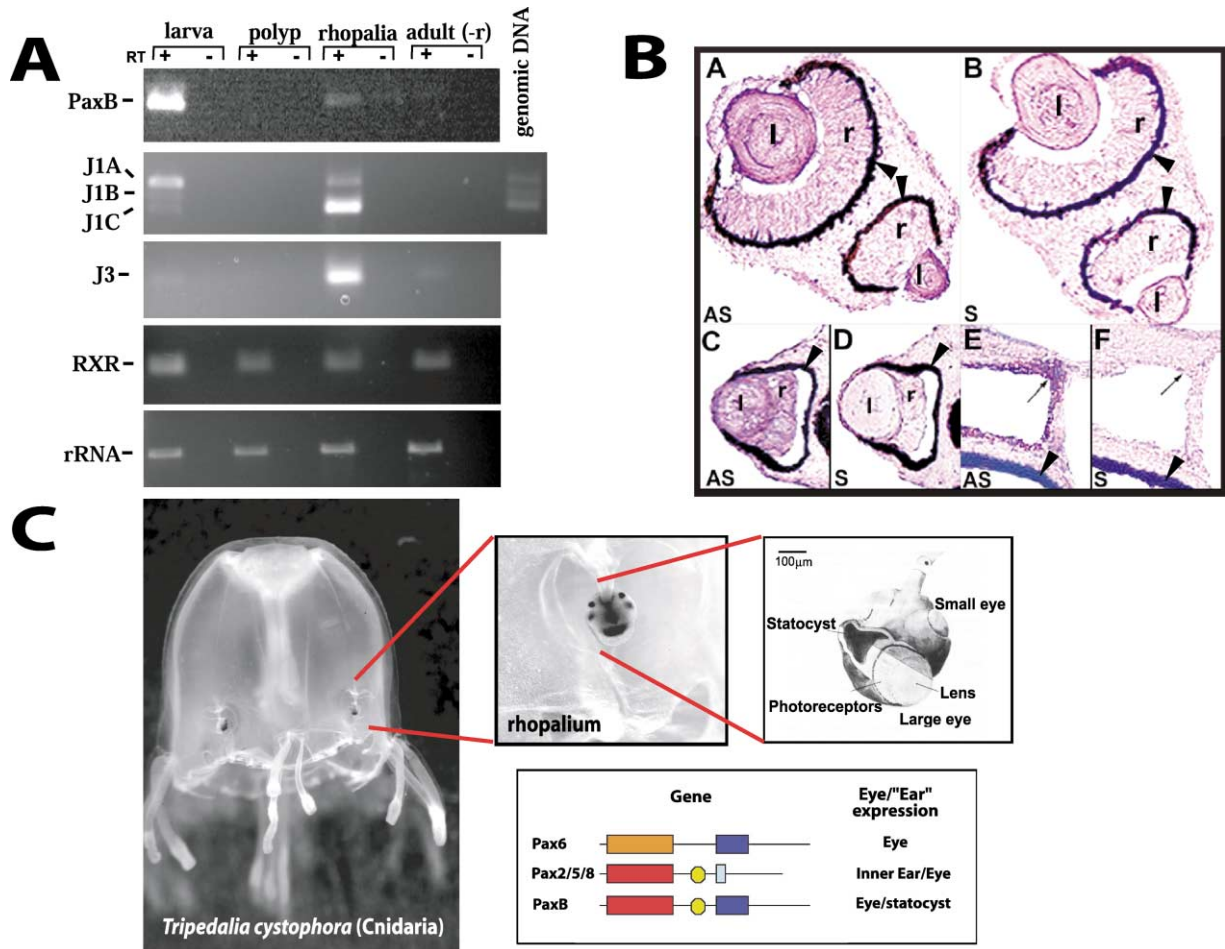 A
larva polyp rhopalia adult (-r) genomic DNA
RT + - + - + - + -
PaxB
J1A
J1B
J1C
J3
RXR
rRNA
B
A
l
r
r
l
AS
B
l
r
r
l
S
C
l
r
AS
D
l
r
S
E
AS
F
S
C
Tripedalia cystophora (Cnidaria)
rhopalium
100µm
Small eye
Statocyst
Photoreceptors
Lens
Large eye
Gene Eye/"Ear"
expression
Pax6 Eye
Pax2/5/8 Inner Ear/Eye
PaxB Eye/statocyst